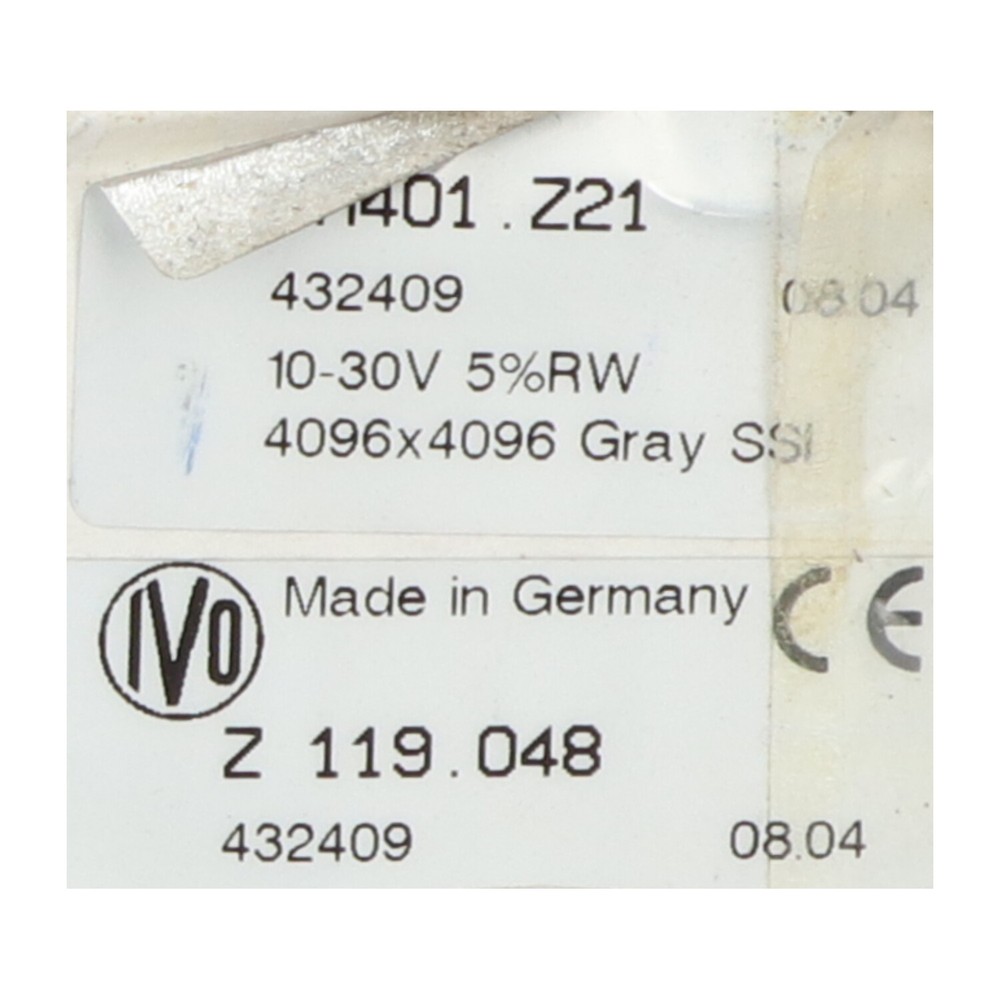 401.Z21
432409 08.04
10-30V 5%RW
4096x4096 Gray SSI
IVO Made in Germany CE
Z 119.048
432409 08.04